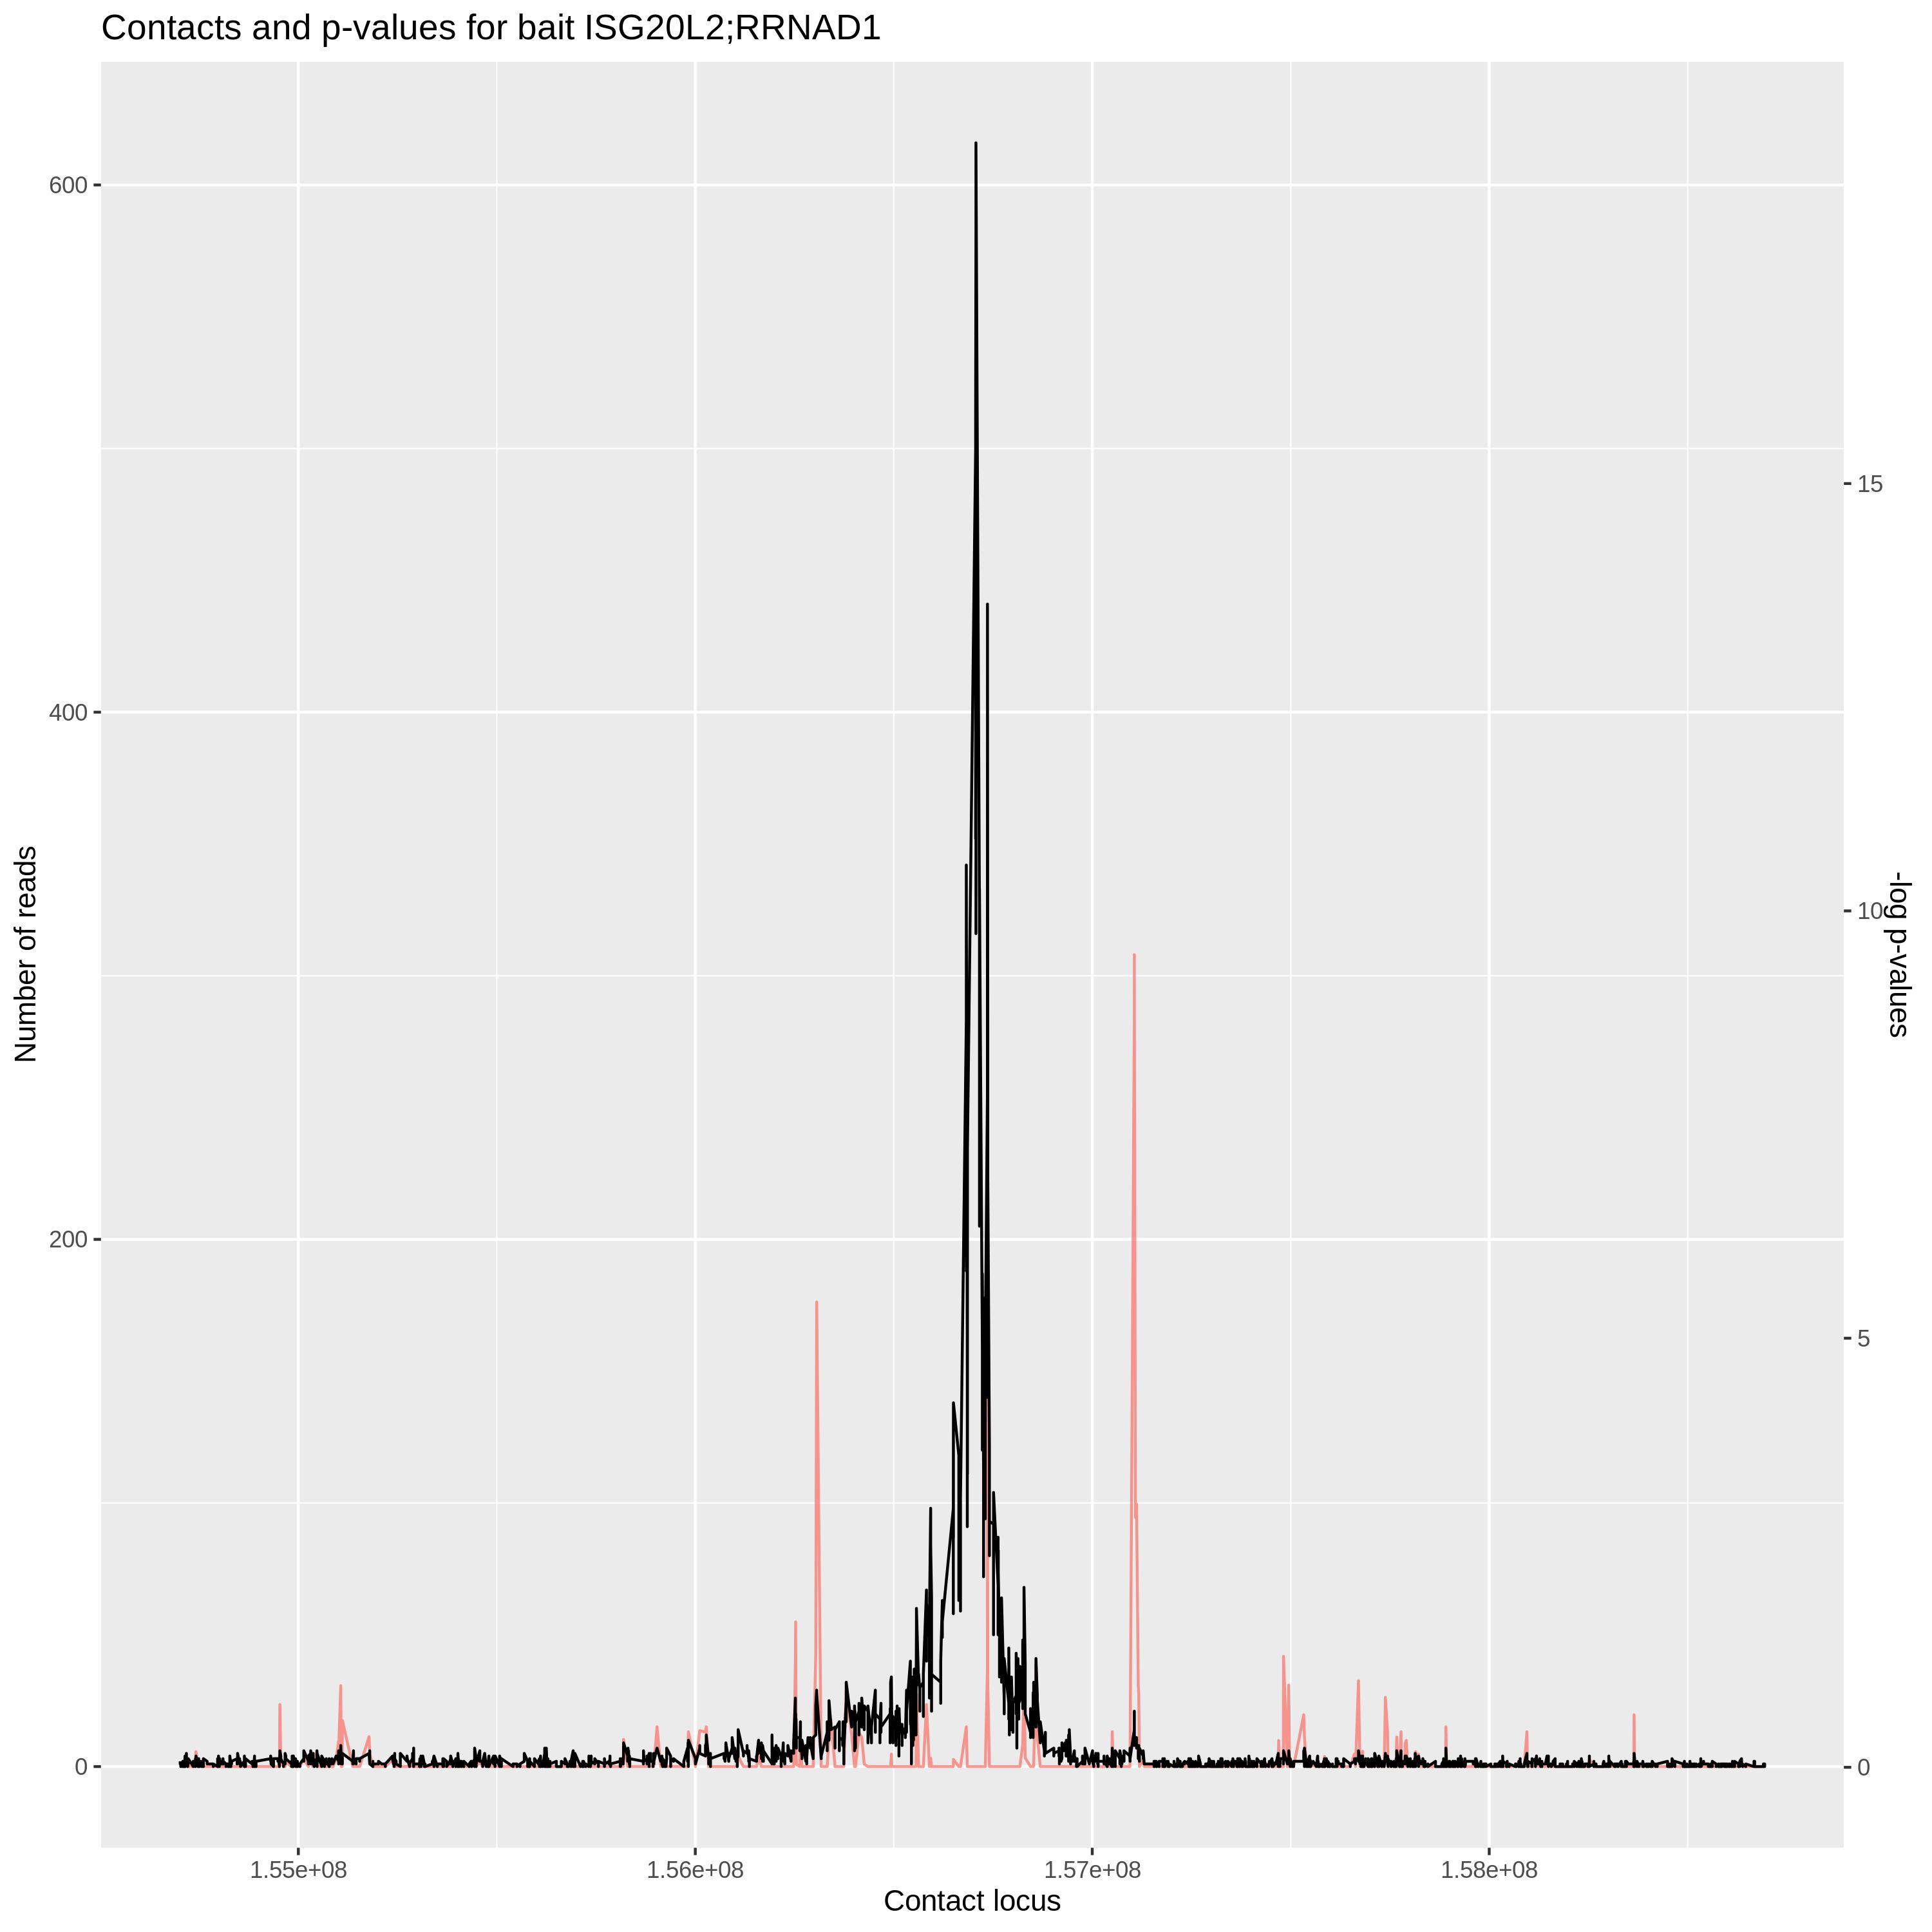 Contacts and p-values for bait ISG20L2;RRNAD1
600
400
200
0
Number of reads
15
10
5
0
-log p-values
1.55e+08
1.56e+08
1.57e+08
1.58e+08
Contact locus